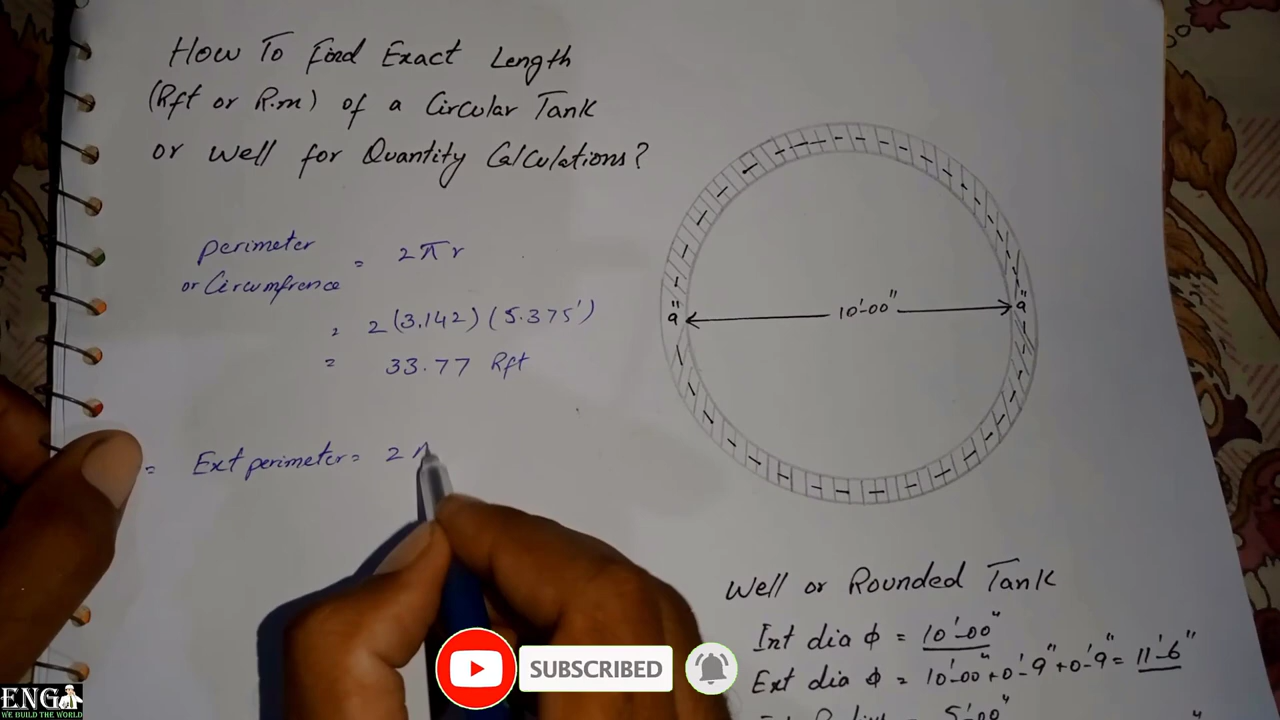 How To Find Exact Length
(Rft or R.m) of a Circular Tank
or Well for Quantity Calculations?
perimeter
or Circumfrence = 2πr
= 2(3.142)(5.375')
= 33.77 Rft
= Ext perimeter = 2
9"
10'-00"
9"
Well or Rounded Tank
Int dia ϕ = 10'-00"
Ext dia ϕ = 10'-00"+0'-9"+0'-9" = 11'-6"
= 5'-00"
SUBSCRIBED
ENG
WE BUILD THE WORLD